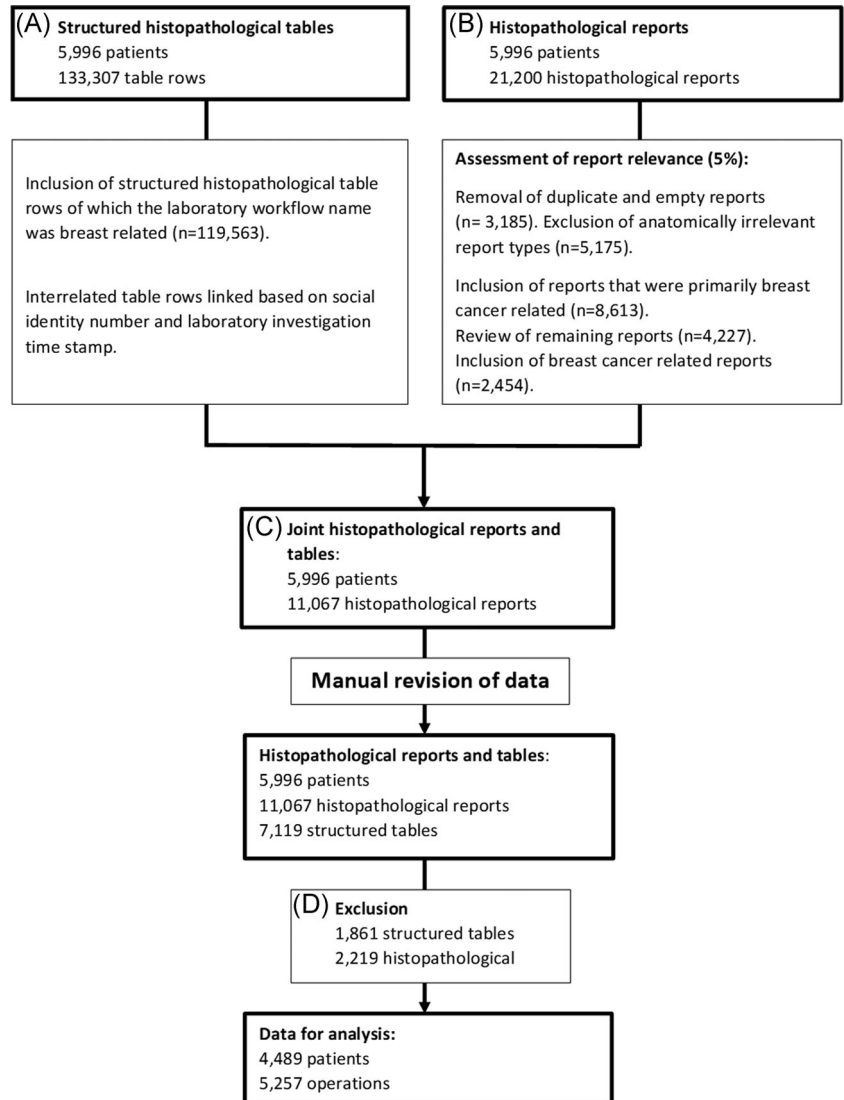 (A) Structured histopathological tables
5,996 patients
133,307 table rows
(B) Histopathological reports
5,996 patients
21,200 histopathological reports
Inclusion of structured histopathological table
rows of which the laboratory workflow name
was breast related (n=119,563).
Interrelated table rows linked based on social
identity number and laboratory investigation
time stamp.
Assessment of report relevance (5%):
Removal of duplicate and empty reports
(n= 3,185). Exclusion of anatomically irrelevant
report types (n=5,175).
Inclusion of reports that were primarily breast
cancer related (n=8,613).
Review of remaining reports (n=4,227).
Inclusion of breast cancer related reports
(n=2,454).
(C) Joint histopathological reports and
tables:
5,996 patients
11,067 histopathological reports
Manual revision of data
Histopathological reports and tables:
5,996 patients
11,067 histopathological reports
7,119 structured tables
(D) Exclusion
1,861 structured tables
2,219 histopathological
Data for analysis:
4,489 patients
5,257 operations